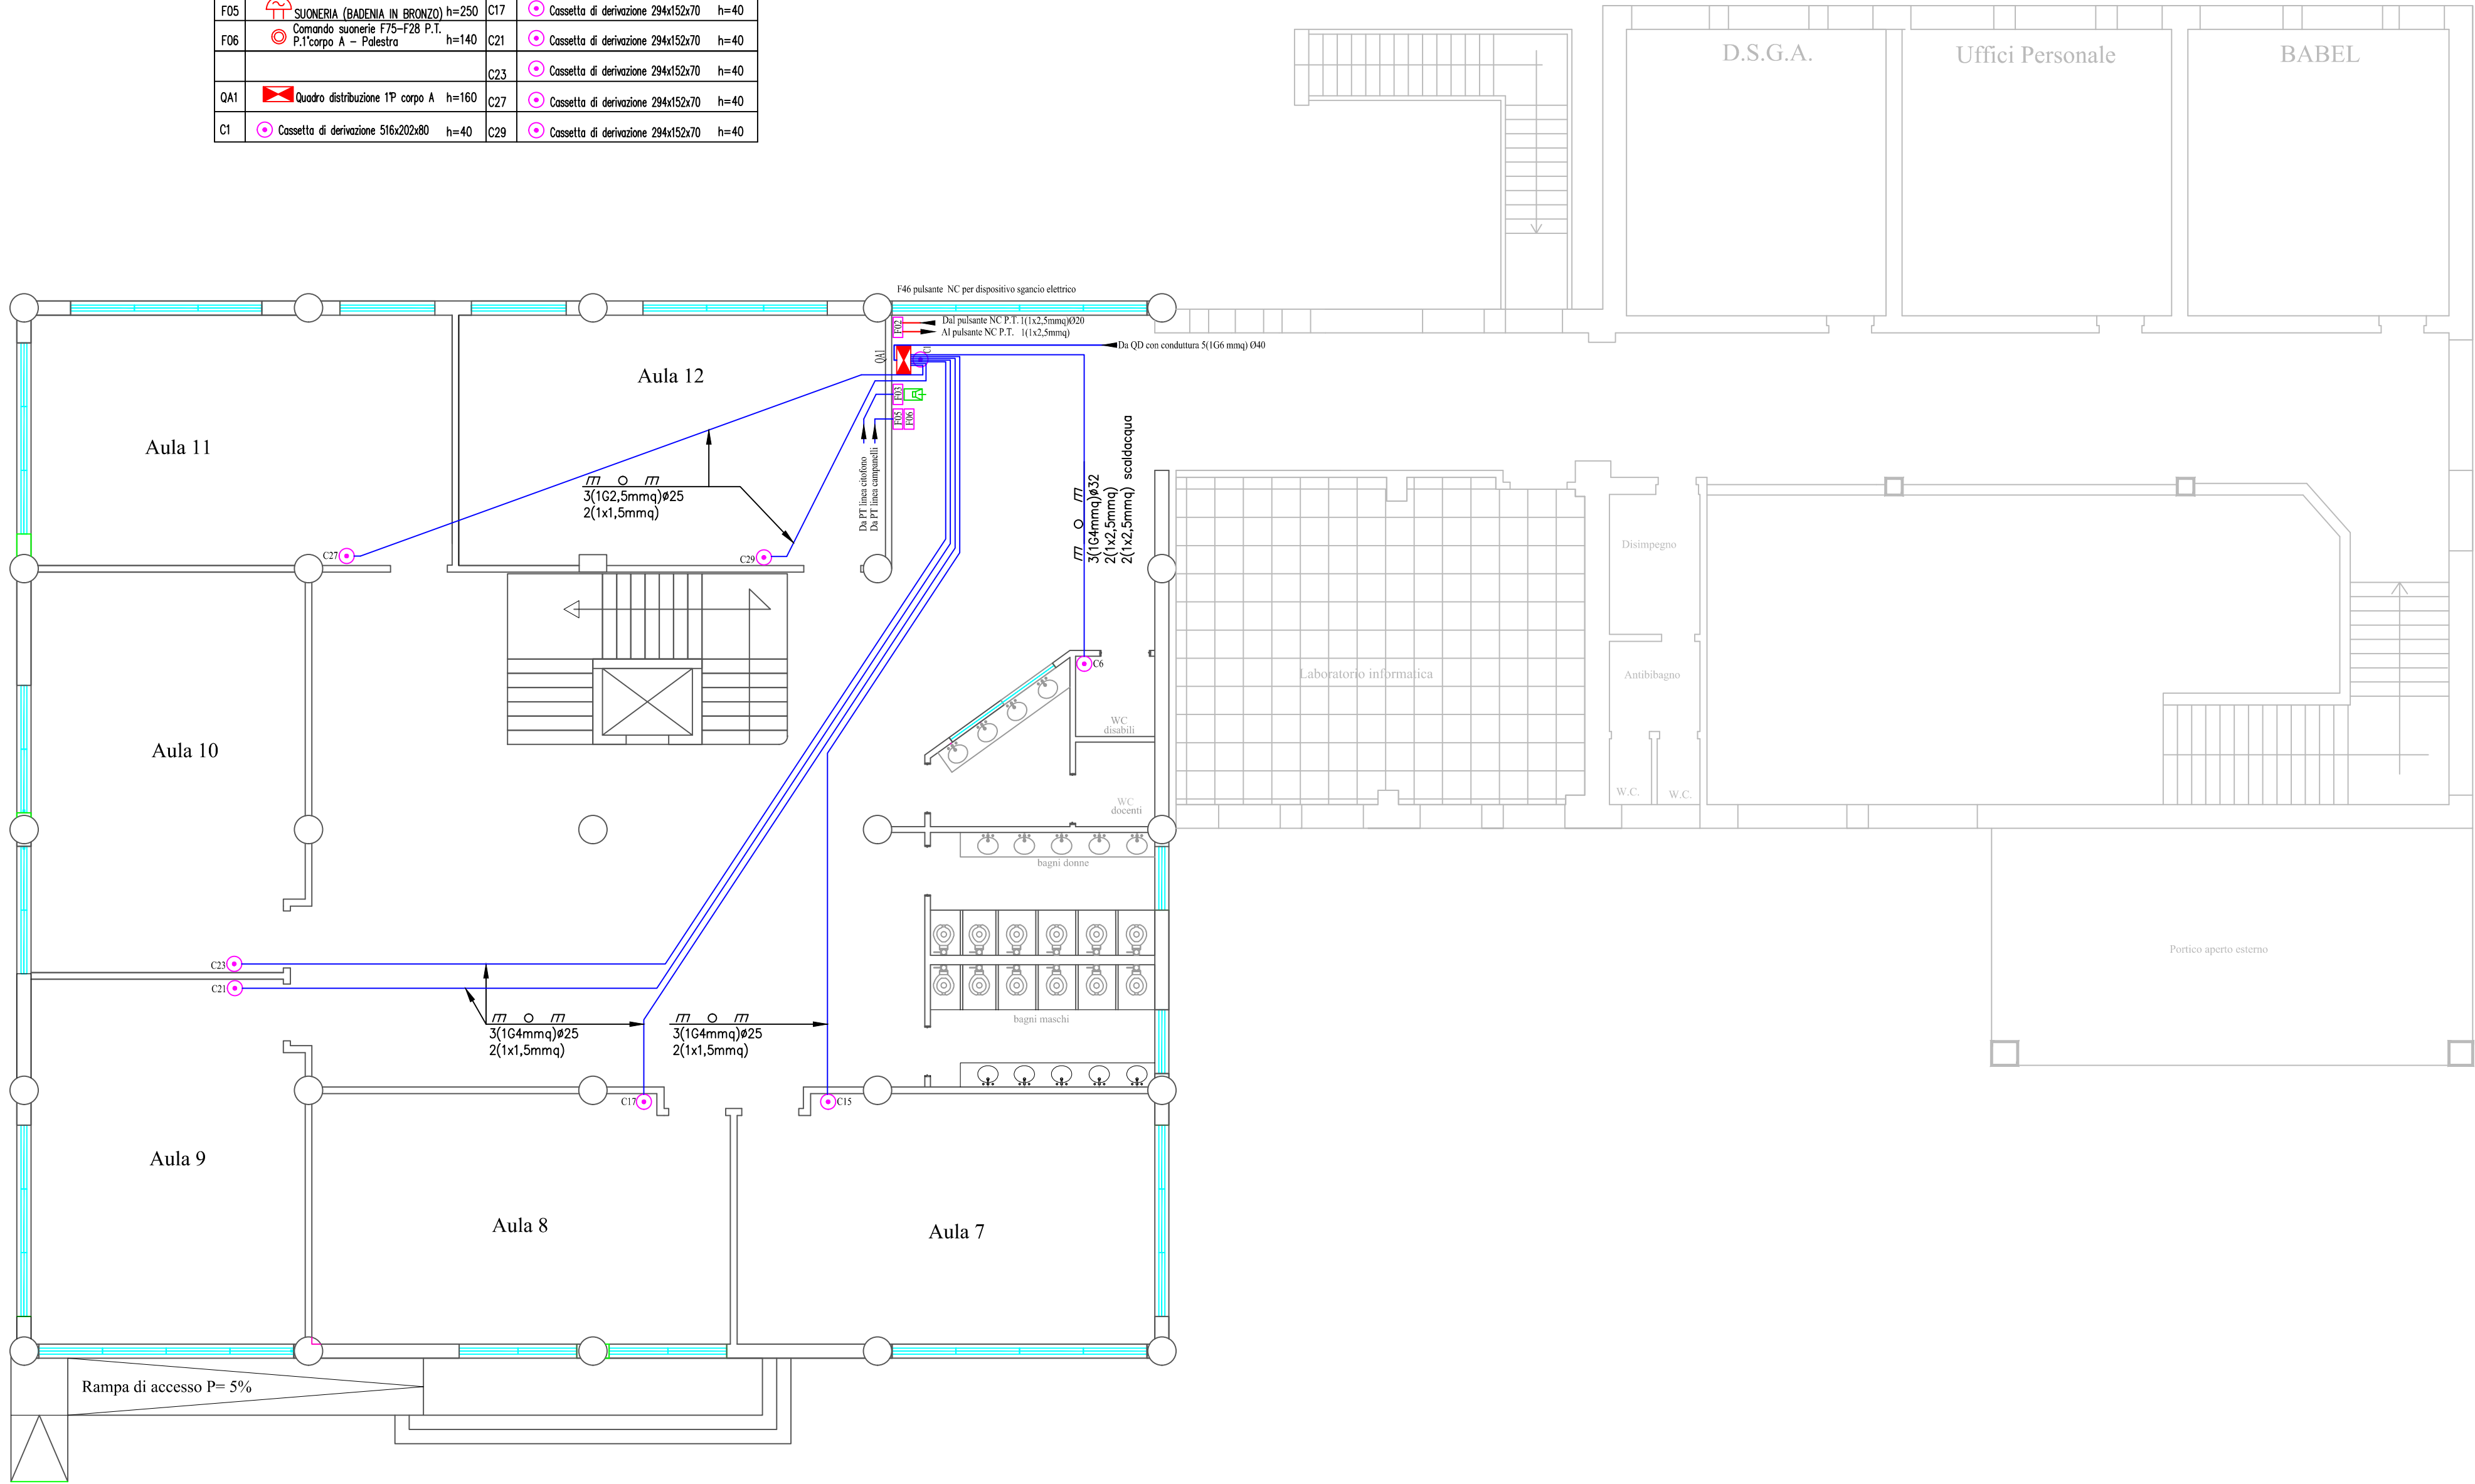 F05 SUONERIA (BADENIA IN BRONZO) h=250 C17 Cassetta di derivazione 294x152x70 h=40
F06 Comando suonerie F75-F28 P.T.
P.1°corpo A - Palestra h=140 C21 Cassetta di derivazione 294x152x70 h=40
C23 Cassetta di derivazione 294x152x70 h=40
QA1 Quadro distribuzione 1°P corpo A h=160 C27 Cassetta di derivazione 294x152x70 h=40
C1 Cassetta di derivazione 516x202x80 h=40 C29 Cassetta di derivazione 294x152x70 h=40
D.S.G.A.
Uffici Personale
BABEL
F46 pulsante NC per dispositivo sgancio elettrico
F02
Dal pulsante NC P.T. 1(1x2,5mmq)Ø20
Al pulsante NC P.T. 1(1x2,5mmq)
Da QD con conduttura 5(1G6 mmq) Ø40
QA1
C1
F03
F05
F06
Aula 12
Aula 11
Da PT linea citofono
Da PT linea campanelli
3(1G2,5mmq)ø25
2(1x1,5mmq)
3(1G4mmq)ø32
2(1x2,5mmq)
2(1x2,5mmq) scaldacqua
C27
C29
Disimpegno
C6
Laboratorio informatica
Antibibagno
WC
disabili
Aula 10
W.C.
W.C.
WC
docenti
bagni donne
Portico aperto esterno
C23
C21
bagni maschi
3(1G4mmq)ø25
2(1x1,5mmq)
3(1G4mmq)ø25
2(1x1,5mmq)
C17
C15
Aula 9
Aula 8
Aula 7
Rampa di accesso P= 5%